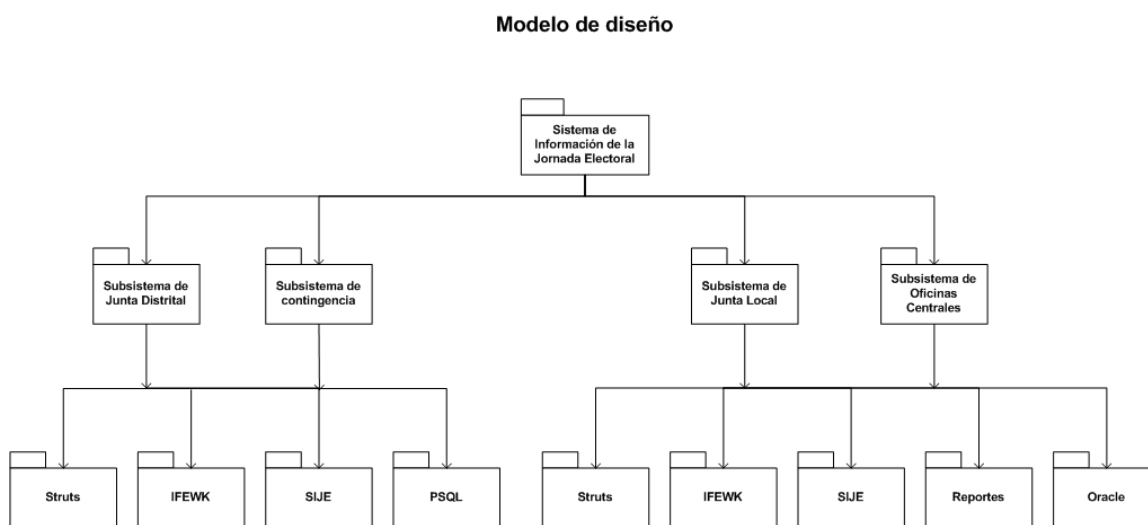 Modelo de diseño
Sistema de
Información de la
Jornada Electoral
Subsistema de
Junta Distrital
Subsistema de
contingencia
Subsistema de
Junta Local
Subsistema de
Oficinas
Centrales
Struts
IFEWK
SIJE
PSQL
Struts
IFEWK
SIJE
Reportes
Oracle